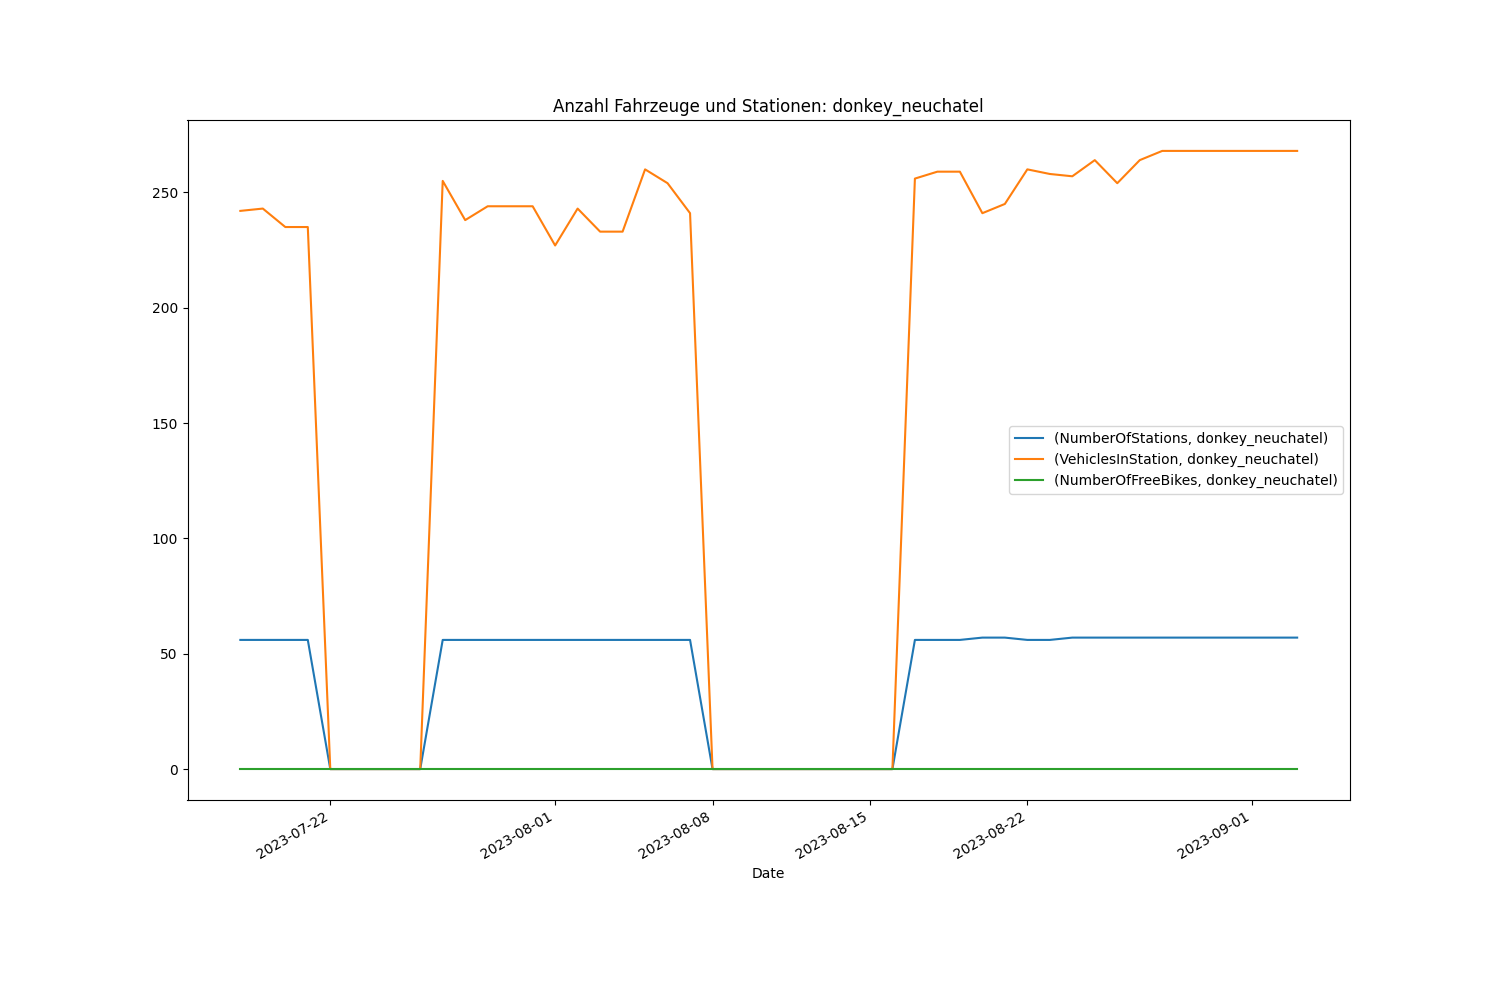 Anzahl Fahrzeuge und Stationen: donkey_neuchatel
250
200
150
100
50
0
(NumberOfStations, donkey_neuchatel)
(VehiclesInStation, donkey_neuchatel)
(NumberOfFreeBikes, donkey_neuchatel)
2023-07-22
2023-08-01
2023-08-08
2023-08-15
2023-08-22
2023-09-01
Date